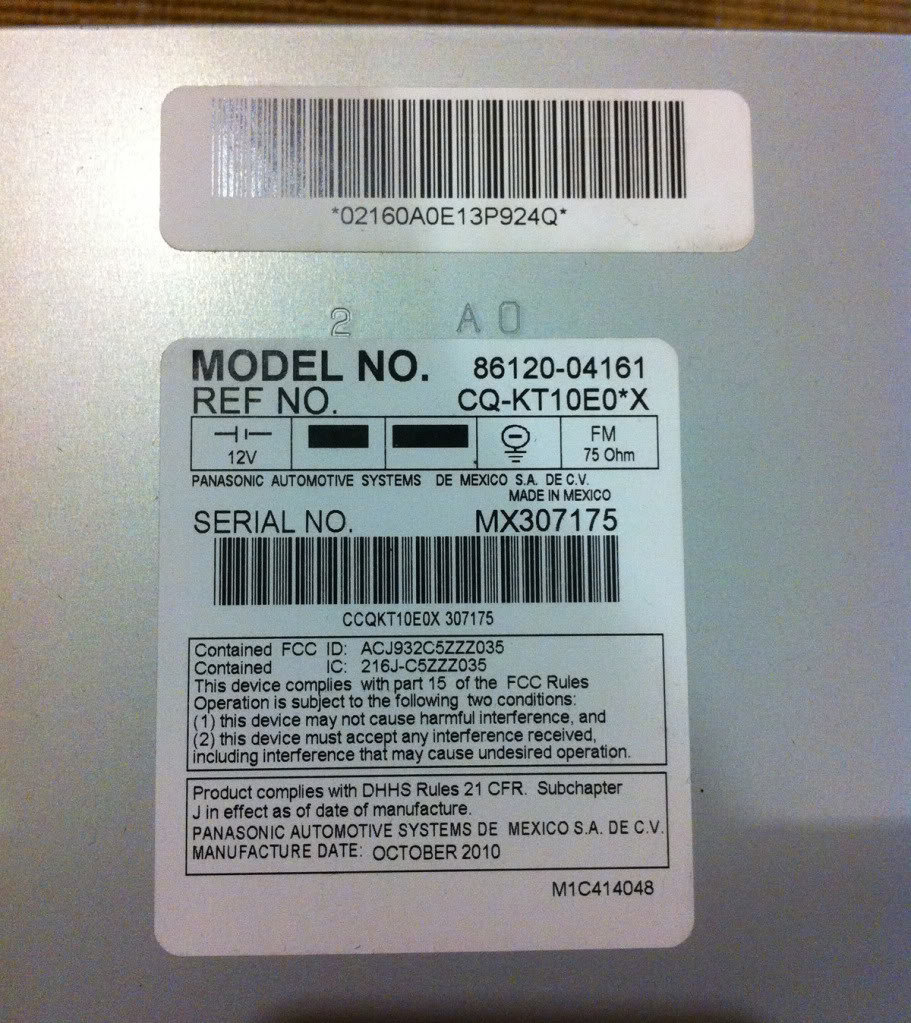 *02160A0E13P924Q*
2 A0
MODEL NO. 86120-04161
REF NO. CQ-KT10E0*X
12V
FM
75 Ohm
PANASONIC AUTOMOTIVE SYSTEMS DE MEXICO S.A. DE C.V.
MADE IN MEXICO
SERIAL NO. MX307175
CCQKT10E0X 307175
Contained FCC ID: ACJ932C5ZZZ035
Contained IC: 216J-C5ZZZ035
This device complies with part 15 of the FCC Rules
Operation is subject to the following two conditions:
(1) this device may not cause harmful interference, and
(2) this device must accept any interference received,
including interference that may cause undesired operation.
Product complies with DHHS Rules 21 CFR. Subchapter
J in effect as of date of manufacture.
PANASONIC AUTOMOTIVE SYSTEMS DE MEXICO S.A. DE C.V.
MANUFACTURE DATE: OCTOBER 2010
M1C414048